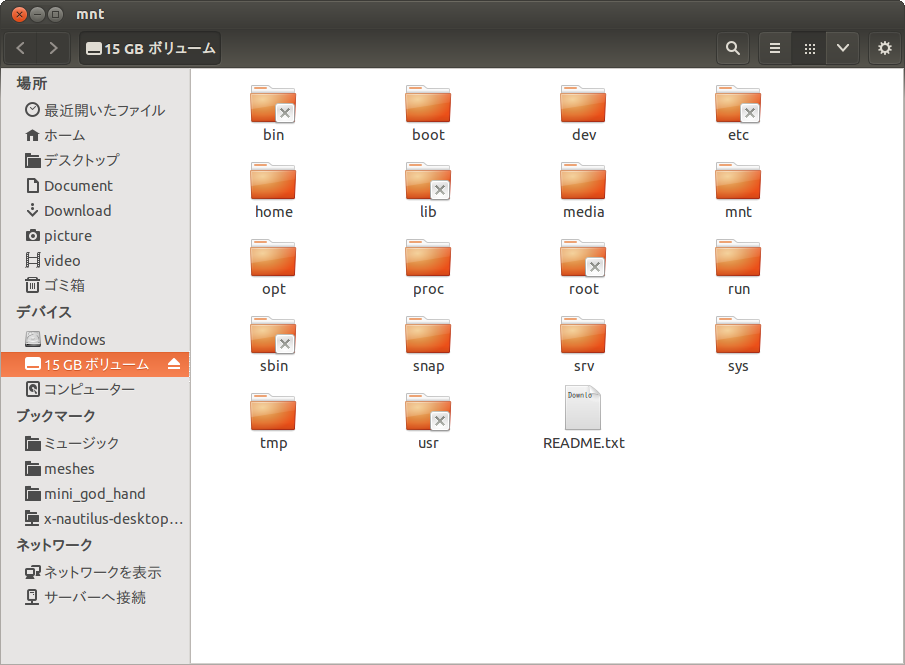 mnt
15 GB ボリューム
場所
最近開いたファイル
ホーム
デスクトップ
Document
Download
picture
video
ゴミ箱
デバイス
Windows
15 GB ボリューム
コンピューター
ブックマーク
ミュージック
meshes
mini_god_hand
x-nautilus-desktop...
ネットワーク
ネットワークを表示
サーバーへ接続
bin boot dev etc
home lib media mnt
opt proc root run
sbin snap srv sys
Downlo
tmp usr README.txt